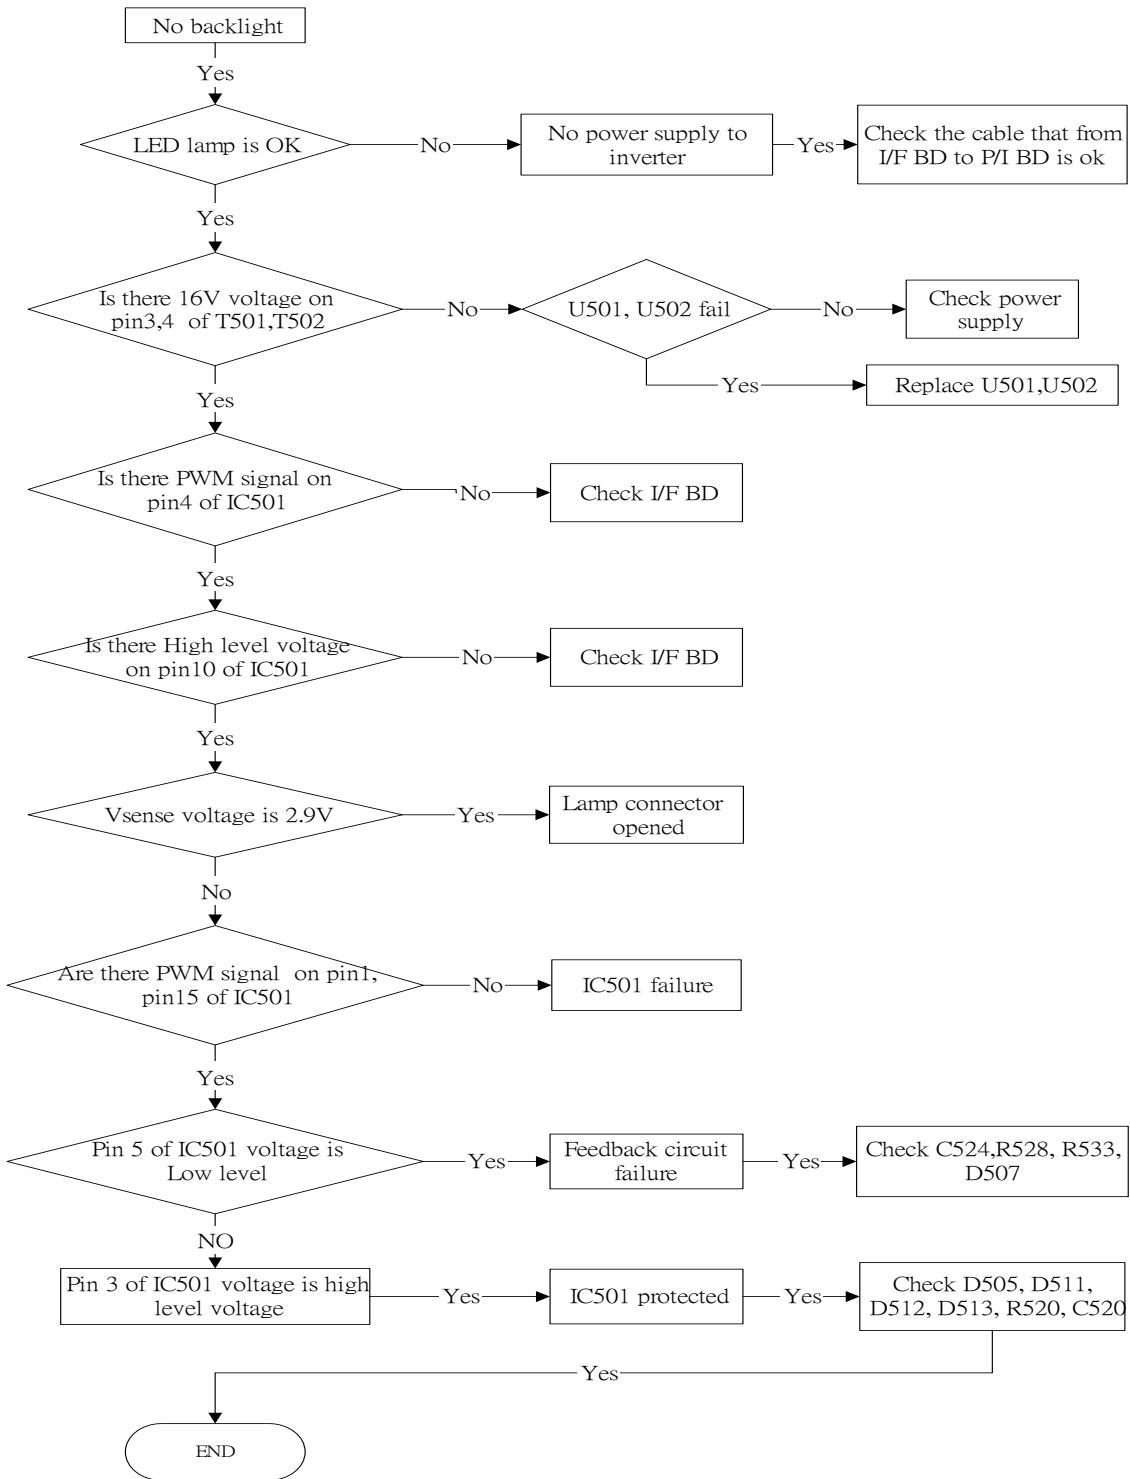 No backlight
Yes
LED lamp is OK
No
No power supply to
inverter
Yes
Check the cable that from
I/F BD to P/I BD is ok
Yes
Is there 16V voltage on
pin3,4 of T501,T502
No
U501, U502 fail
No
Check power
supply
Yes
Replace U501,U502
Yes
Is there PWM signal on
pin4 of IC501
No
Check I/F BD
Yes
Is there High level voltage
on pin10 of IC501
No
Check I/F BD
Yes
Vsense voltage is 2.9V
Yes
Lamp connector
opened
No
Are there PWM signal on pin1,
pin15 of IC501
No
IC501 failure
Yes
Pin 5 of IC501 voltage is
Low level
Yes
Feedback circuit
failure
Yes
Check C524,R528, R533,
D507
NO
Pin 3 of IC501 voltage is high
level voltage
Yes
IC501 protected
Yes
Check D505, D511,
D512, D513, R520, C520
Yes
END